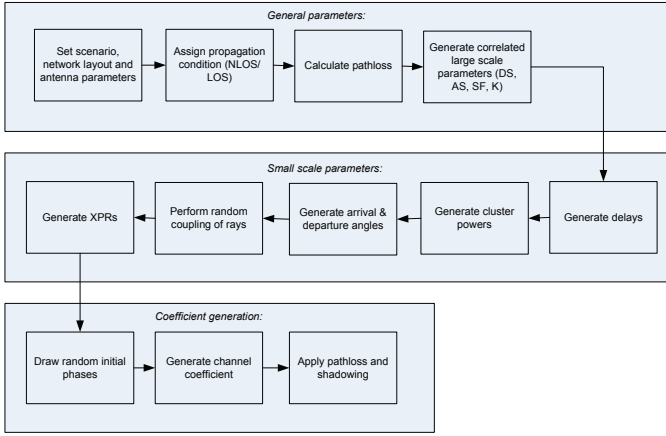 General parameters:
Set scenario,
network layout and
antenna parameters
Assign propagation
condition (NLOS/
LOS)
Calculate pathloss
Generate correlated
large scale
parameters (DS,
AS, SF, K)
Small scale parameters:
Generate XPRs
Perform random
coupling of rays
Generate arrival &
departure angles
Generate cluster
powers
Generate delays
Coefficient generation:
Draw random initial
phases
Generate channel
coefficient
Apply pathloss and
shadowing